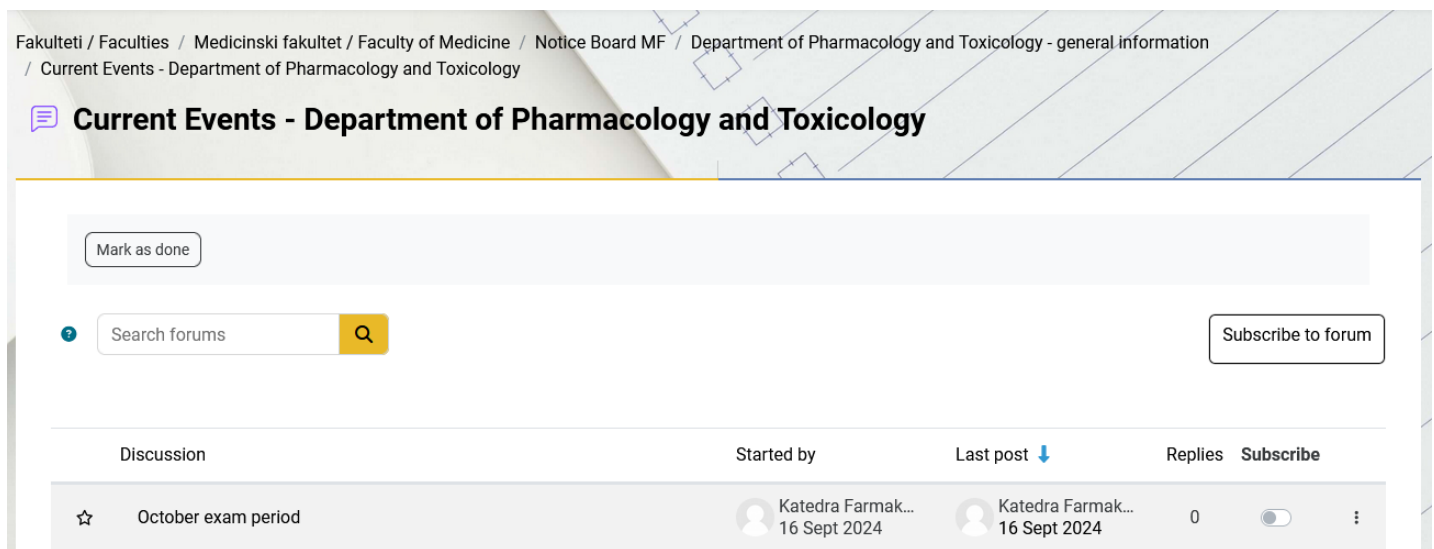 Fakulteti / Faculties / Medicinski fakultet / Faculty of Medicine / Notice Board MF / Department of Pharmacology and Toxicology - general information
/ Current Events - Department of Pharmacology and Toxicology
Current Events - Department of Pharmacology and Toxicology
Mark as done
? Search forums
Subscribe to forum
Discussion Started by Last post Replies Subscribe
October exam period Katedra Farmak... Katedra Farmak... 0
16 Sept 2024 16 Sept 2024